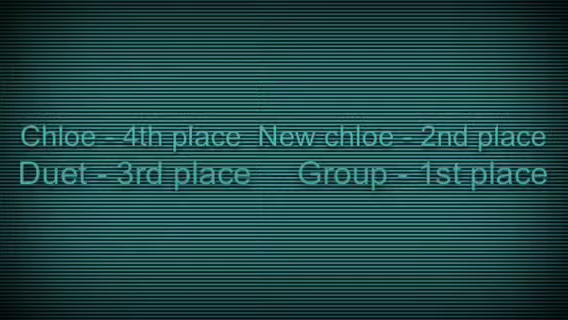 Chloe - 4th place New chloe - 2nd place
Duet - 3rd place Group - 1st place